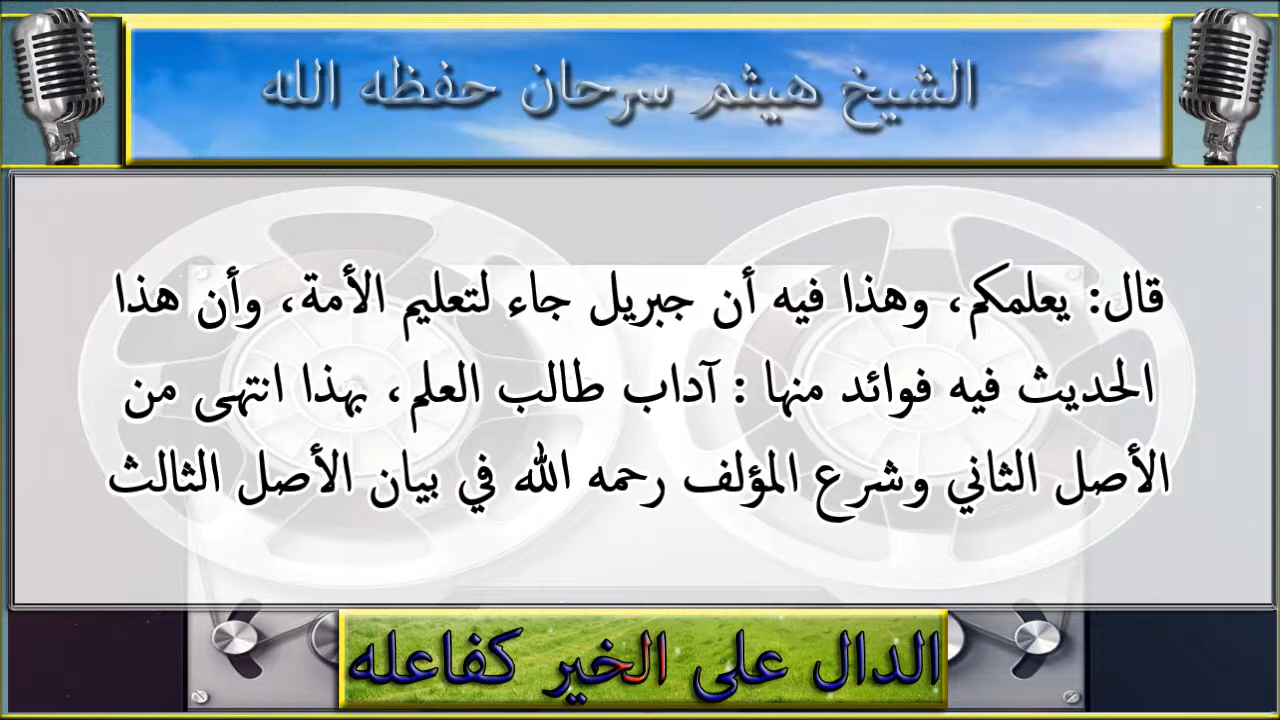 الشيخ هيثم سرحان حفظه الله
قال: يعلمكم، وهذا فيه أن جبريل جاء لتعليم الأمة، وأن هذا
الحديث فيه فوائد منها : آداب طالب العلم، بهذا انتهى من
الأصل الثاني وشرع المؤلف رحمه الله في بيان الأصل الثالث
الدال على الخير كفاعله